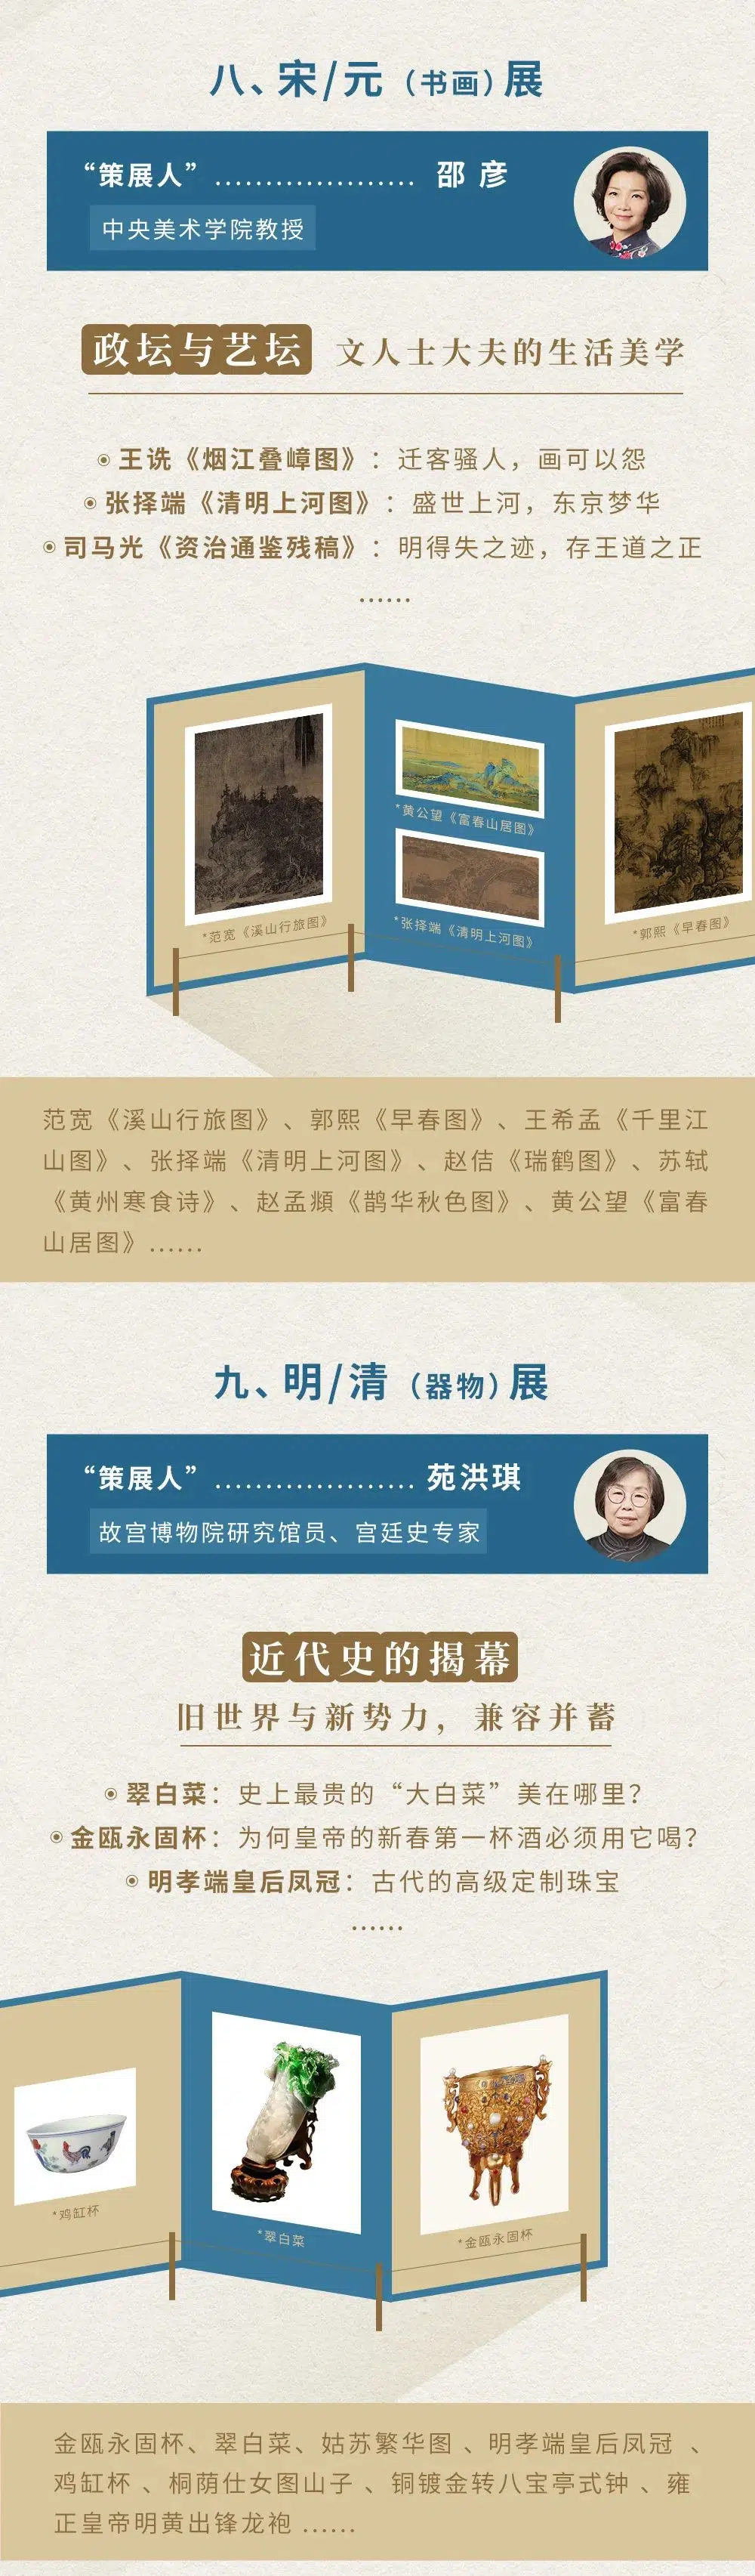 八、宋/元（书画）展
“策展人”..................... 邵 彦
中央美术学院教授
政坛与艺坛 文人士大夫的生活美学
王诜《烟江叠嶂图》：迁客骚人，画可以怨
张择端《清明上河图》：盛世上河，东京梦华
司马光《资治通鉴残稿》：明得失之迹，存王道之正
......
*范宽《溪山行旅图》
*黄公望《富春山居图》
*张择端《清明上河图》
*郭熙《早春图》
范宽《溪山行旅图》、郭熙《早春图》、王希孟《千里江
山图》、张择端《清明上河图》、赵佶《瑞鹤图》、苏轼
《黄州寒食诗》、赵孟頫《鹊华秋色图》、黄公望《富春
山居图》......
九、明/清（器物）展
“策展人”.................... 苑洪琪
故宫博物院研究馆员、宫廷史专家
近代史的揭幕
旧世界与新势力，兼容并蓄
翠白菜：史上最贵的“大白菜”美在哪里？
金瓯永固杯：为何皇帝的新春第一杯酒必须用它喝？
明孝端皇后凤冠：古代的高级定制珠宝
......
*鸡缸杯
*翠白菜
*金瓯永固杯
金瓯永固杯、翠白菜、姑苏繁华图 、明孝端皇后凤冠 、
鸡缸杯 、桐荫仕女图山子 、铜镀金转八宝亭式钟 、雍
正皇帝明黄出锋龙袍 ......